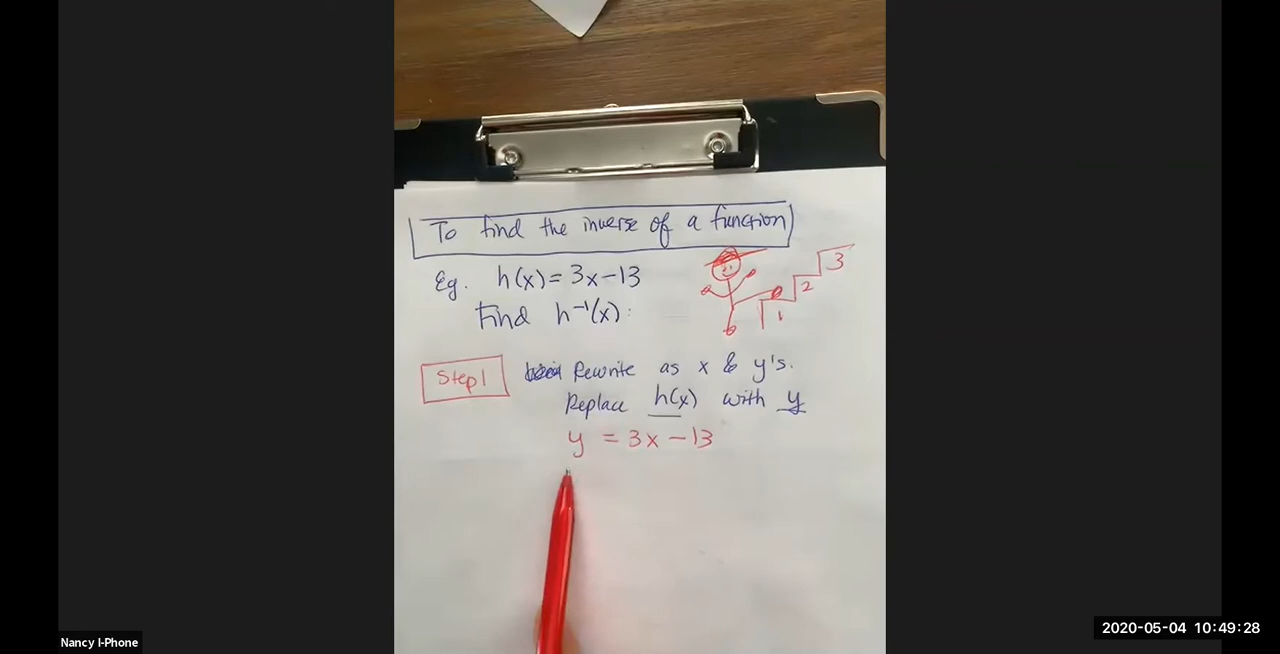 To find the inverse of a function
Eg. h(x) = 3x-13
Find h⁻¹(x):
1
2
3
Step 1
Rewrite as x & y's.
Replace h(x) with y
y = 3x - 13
Nancy I-Phone
2020-05-04 10:49:28